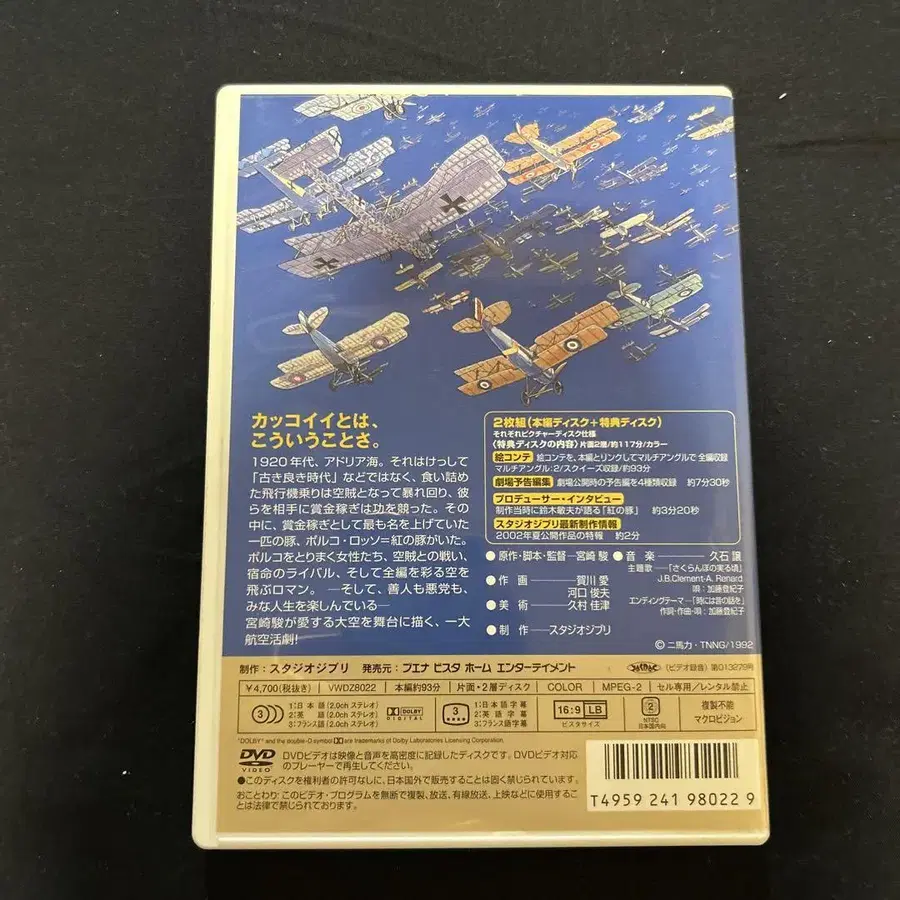 カッコイイとは、
こういうことさ。
1920年代、アドリア海。それはけっして
「古き良き時代」などではなく、食い詰め
た飛行機乗りは空賊となって暴れ回り、彼
らを相手に賞金稼ぎは功を競った。その
中に、賞金稼ぎとして最も名を上げていた
一匹の豚、ポルコ・ロッソ=紅の豚がいた。
ポルコをとりまく女性たち、空賊との戦い、
宿命のライバル、そして全編を彩る空を
飛ぶロマン。―そして、善人も悪党も、
みな人生を楽しんでいる―
宮崎駿が愛する大空を舞台に描く、一大
航空活劇!
2枚組(本編ディスク+特典ディスク)
それぞれピクチャーディスク仕様
〈特典ディスクの内容〉片面2層/約117分/カラー
絵コンテ 絵コンテを、本編とリンクしてマルチアングルで全編収録
マルチアングル:2/スクイーズ収録/約93分
劇場予告編集 劇場公開時の予告編を4種類収録 約7分30秒
プロデューサー・インタビュー
制作当時に鈴木敏夫が語る「紅の豚」 約3分20秒
スタジオジブリ最新制作情報
2002年夏公開作品の特報 約2分
●原作・脚本・監督―宮崎 駿
●作 画―賀川 愛
河口 俊夫
●美 術―久村 佳津
●制 作―スタジオジブリ
●音 楽―久石 譲
主題歌―「さくらんぼの実る頃」
J.B.Clement-A. Renard
唄:加藤登紀子
エンディングテーマ―「時には昔の話を」
作詞・作曲・唄:加藤登紀子
© 二馬力・TNNG/1992
制作:スタジオジブリ 発売元:ブエナ ビスタ ホーム エンターテイメント
(ビデオ録音)第013279号
¥4,700(税抜き) VWDZ8022 本編約93分 片面・2層ディスク COLOR MPEG-2 セル専用/レンタル禁止
3 1:日本語(2.0ch ステレオ)
2:英 語(2.0ch ステレオ)
3:フランス語(2.0ch ステレオ)
DOLBY
DIGITAL
3 1:日本語字幕
2:英語字幕
3:フランス語字幕
16:9 LB
ビスタサイズ
2
NTSC
日本国内向
複製不能
マクロビジョン
"DOLBY" and the double-D symbol are trademarks of Dolby Laboratories Licensing Corporation.
DVD
VIDEO
DVDビデオは映像と音声を高密度に記録したディスクです。DVDビデオ対応
のプレーヤーで再生してください。
●このディスクを権利者の許可なしに、日本国外で販売することは固く禁じられています。
おことわり:このビデオ・プログラムを無断で複製、放送、有線放送、上映などに使用するこ
とは法律で禁じられております。
T4959 241 98022 9